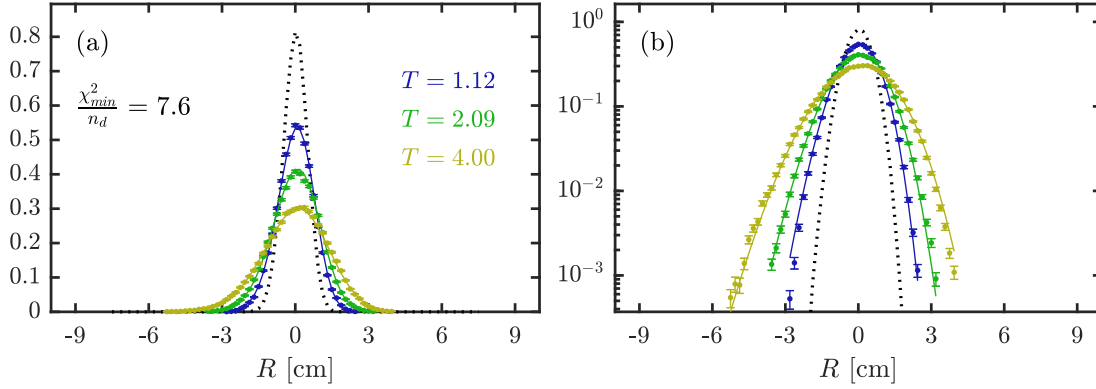 (a)
χ²min/nd = 7.6
T = 1.12
T = 2.09
T = 4.00
0.8
0.7
0.6
0.5
0.4
0.3
0.2
0.1
0
-9 -6 -3 0 3 6 9
R [cm]
(b)
10⁰
10⁻¹
10⁻²
10⁻³
-9 -6 -3 0 3 6 9
R [cm]